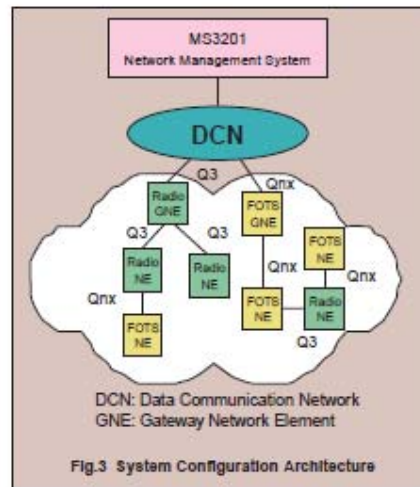 MS3201
Network Management System
DCN
Q3
Qnx
Radio
GNE
FOTS
GNE
Q3
Q3
Qnx
FOTS
NE
Radio
NE
Radio
NE
Qnx
Qnx
FOTS
NE
FOTS
NE
Radio
NE
Q3
DCN: Data Communication Network
GNE: Gateway Network Element
Fig.3 System Configuration Architecture